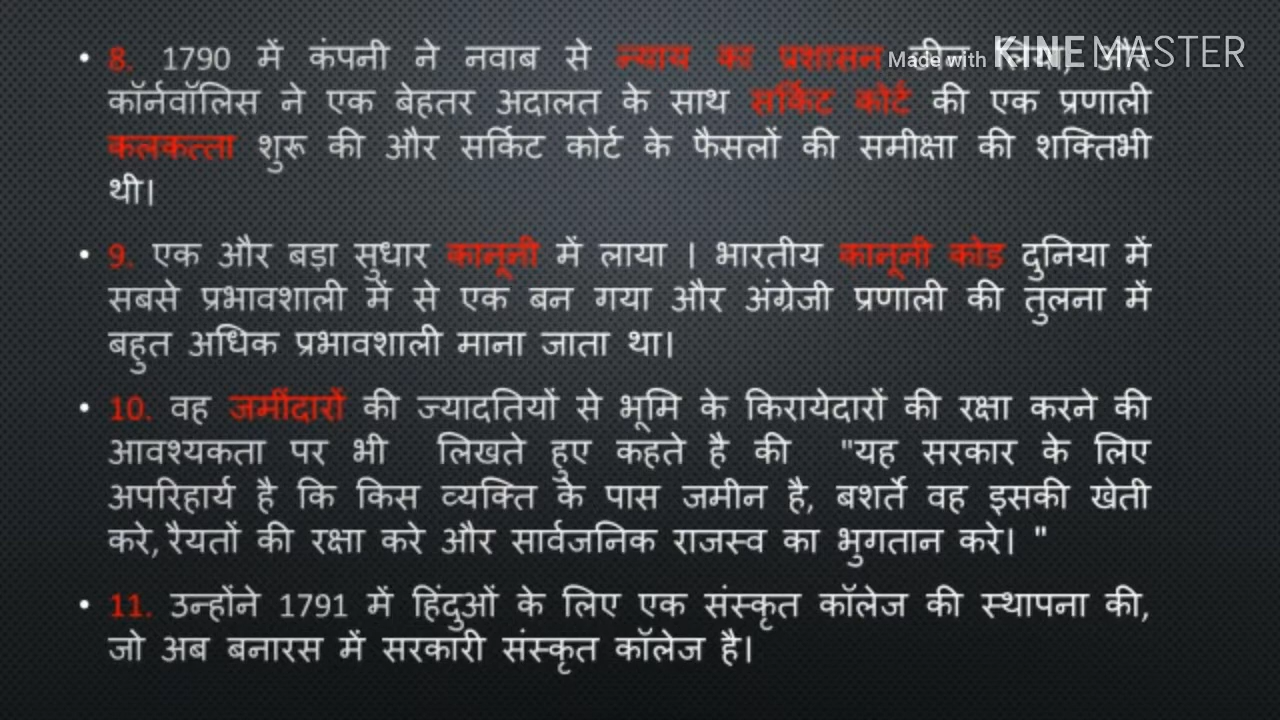 • 8. 1790 में कंपनी ने नवाब से न्याय का प्रशासन छीन लिया, और
Made with KINEMASTER
कॉर्नवॉलिस ने एक बेहतर अदालत के साथ सर्किट कोर्ट की एक प्रणाली
कलकत्ता शुरू की और सर्किट कोर्ट के फैसलों की समीक्षा की शक्तिभी
थी।
• 9. एक और बड़ा सुधार कानूनी में लाया । भारतीय कानूनी कोड दुनिया में
सबसे प्रभावशाली में से एक बन गया और अंग्रेजी प्रणाली की तुलना में
बहुत अधिक प्रभावशाली माना जाता था।
• 10. वह जमींदारों की ज्यादतियों से भूमि के किरायेदारों की रक्षा करने की
आवश्यकता पर भी लिखते हुए कहते है की "यह सरकार के लिए
अपरिहार्य है कि किस व्यक्ति के पास जमीन है, बशर्ते वह इसकी खेती
करे, रैयतों की रक्षा करे और सार्वजनिक राजस्व का भुगतान करे। "
• 11. उन्होंने 1791 में हिंदुओं के लिए एक संस्कृत कॉलेज की स्थापना की,
जो अब बनारस में सरकारी संस्कृत कॉलेज है।